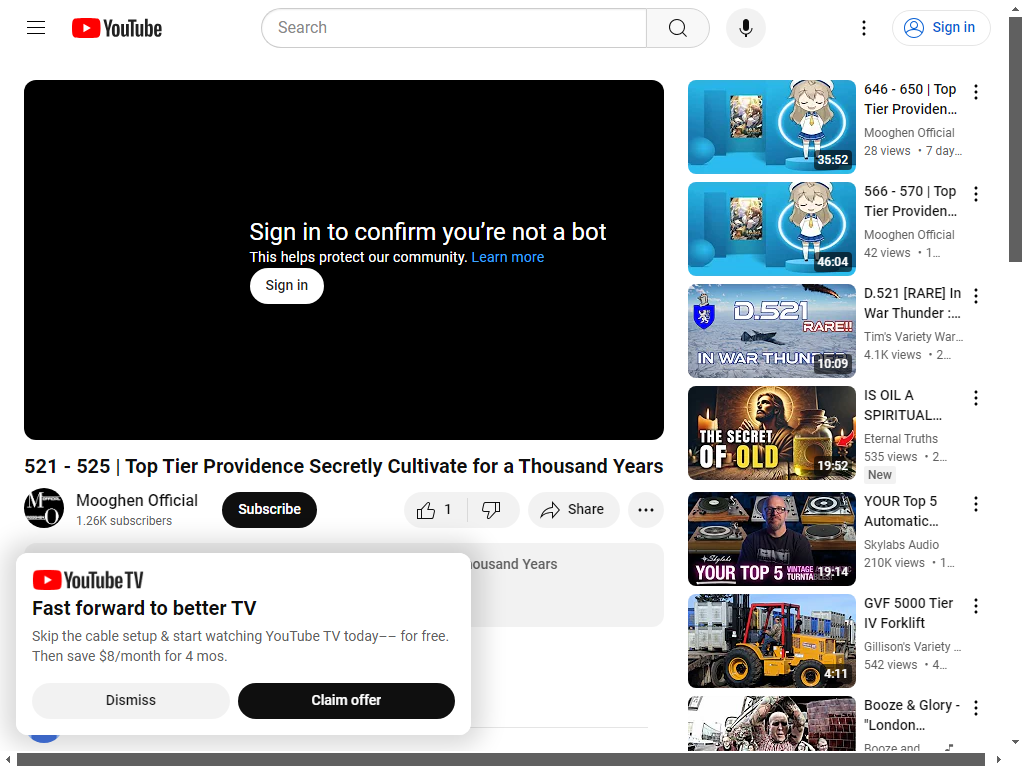 YouTube
Search
Sign in
Sign in to confirm you’re not a bot
This helps protect our community. Learn more
Sign in
521 - 525 | Top Tier Providence Secretly Cultivate for a Thousand Years
Mooghen Official
1.26K subscribers
Subscribe
1
Share
ousand Years
YouTube TV
Fast forward to better TV
Skip the cable setup & start watching YouTube TV today–– for free.
Then save $8/month for 4 mos.
Dismiss
Claim offer
35:52
646 - 650 | Top
Tier Providen...
Mooghen Official
28 views • 7 day...
46:04
566 - 570 | Top
Tier Providen...
Mooghen Official
42 views • 1...
D.521
RARE!!
IN WAR THUNDER
10:09
D.521 [RARE] In
War Thunder :...
Tim's Variety War...
4.1K views • 2...
THE SECRET
OF OLD
19:52
IS OIL A
SPIRITUAL...
Eternal Truths
535 views • 2...
New
Skylabs
YOUR TOP 5 VINTAGE
19:14
YOUR Top 5
Automatic...
Skylabs Audio
210K views • 1...
4:11
GVF 5000 Tier
IV Forklift
Gillison's Variety ...
542 views • 4...
Booze & Glory -
"London...
Booze and